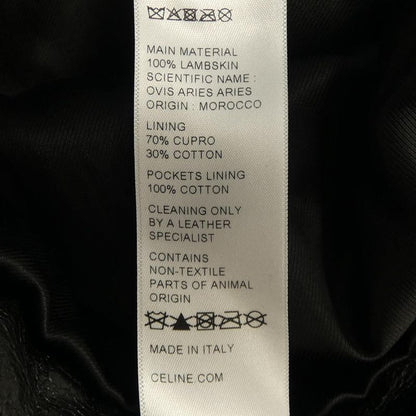 MAIN MATERIAL
100% LAMBSKIN
SCIENTIFIC NAME :
OVIS ARIES ARIES
ORIGIN : MOROCCO
LINING
70% CUPRO
30% COTTON
POCKETS LINING
100% COTTON
CLEANING ONLY
BY A LEATHER
SPECIALIST
CONTAINS
NON-TEXTILE
PARTS OF ANIMAL
ORIGIN
MADE IN ITALY
CELINE.COM